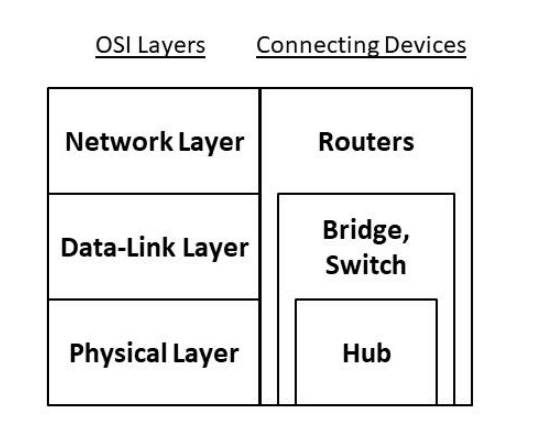 OSI Layers Connecting Devices
Network Layer Routers
Data-Link Layer Bridge,
Switch
Physical Layer Hub